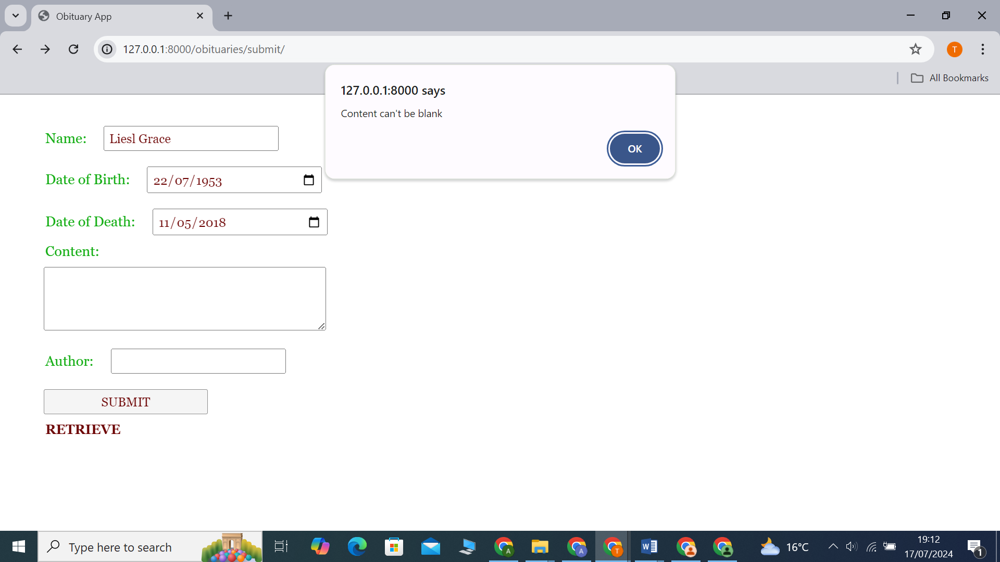 Obituary App
127.0.0.1:8000/obituaries/submit/
T
All Bookmarks
127.0.0.1:8000 says
Content can't be blank
OK
Name: Liesl Grace
Date of Birth: 22/07/1953
Date of Death: 11/05/2018
Content:
Author:
SUBMIT
RETRIEVE
Type here to search
A
A
T
W
16°C
19:12
17/07/2024
1